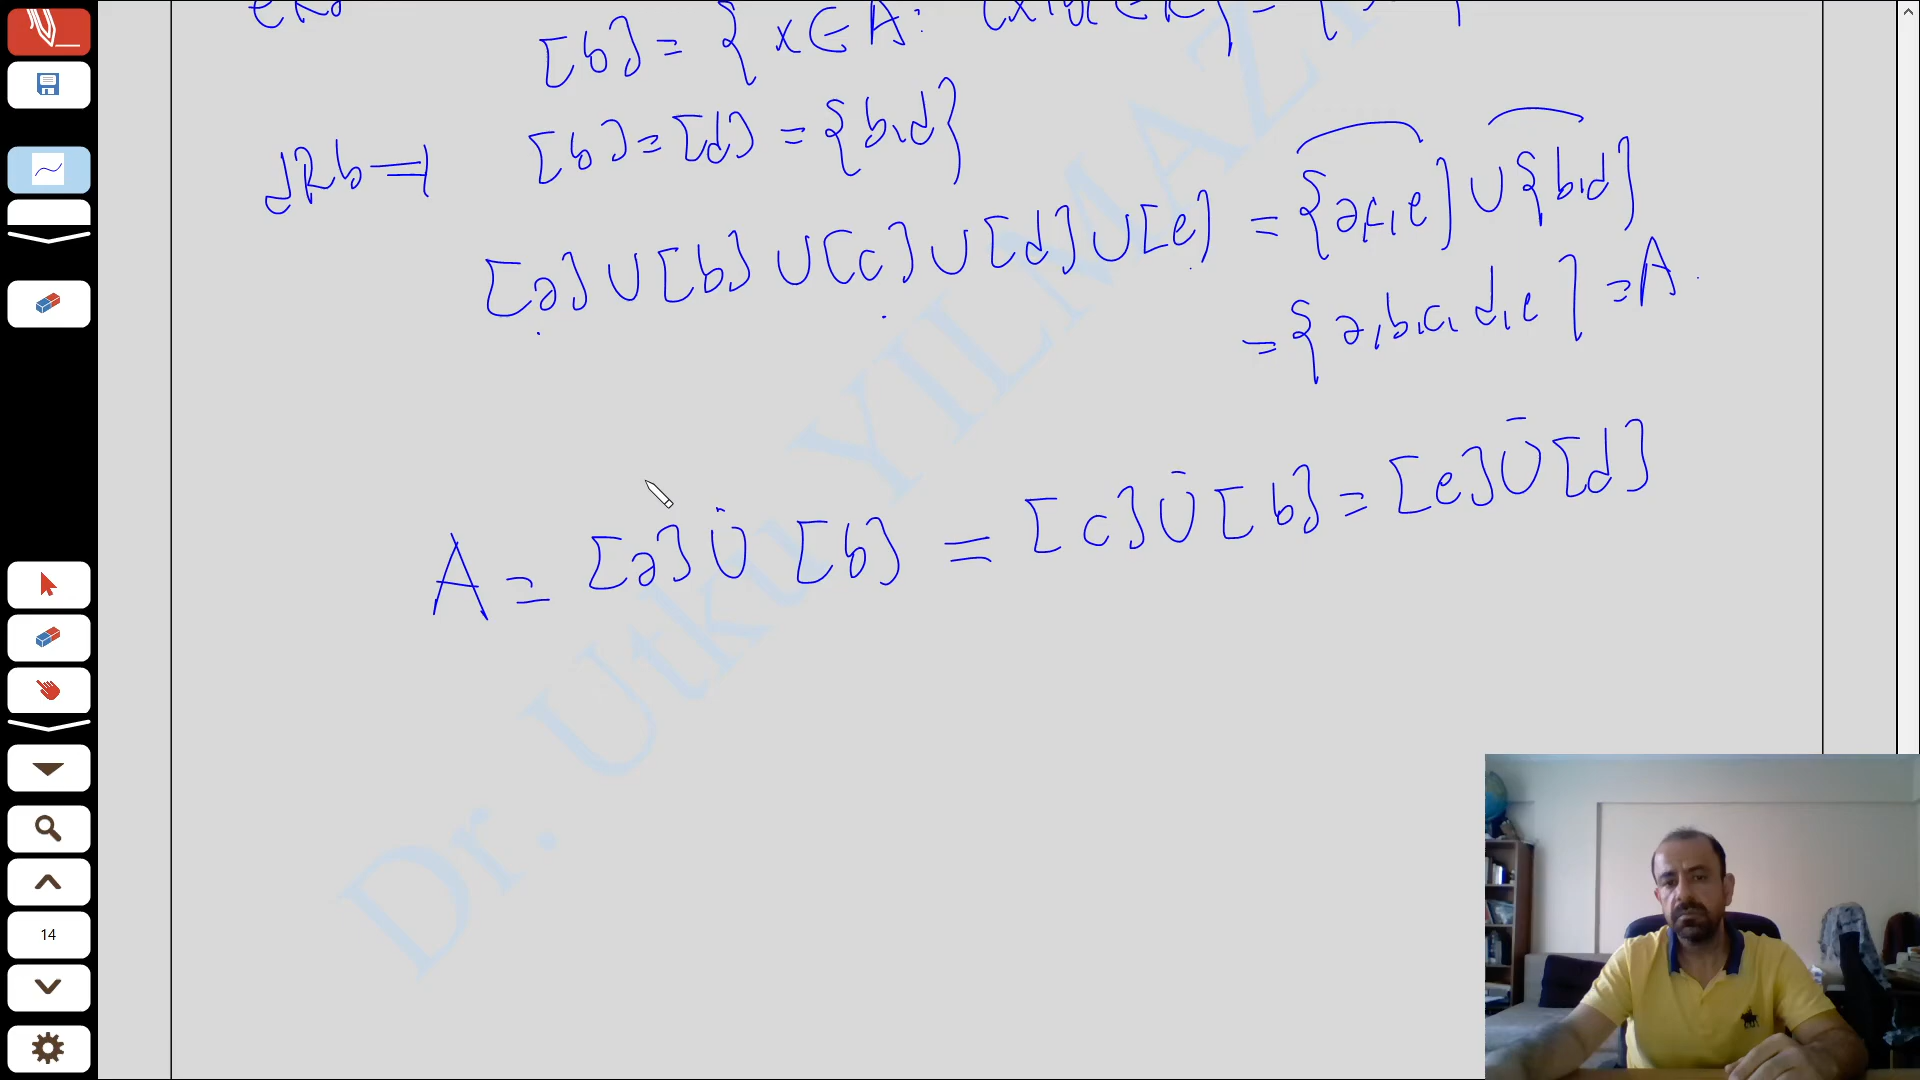 [b] = { x ∈ A :
dRb ⇒ [b] = [d] = {b,d}
[a] ∪ [b] ∪ [c] ∪ [d] ∪ [e] = {a,c,e} ∪ {b,d}
= {a,b,c,d,e} = A.
A = [a] ∪̇ [b] = [c] ∪̇ [b] = [e] ∪̇ [d]
Dr. Utku YILMAZ
14